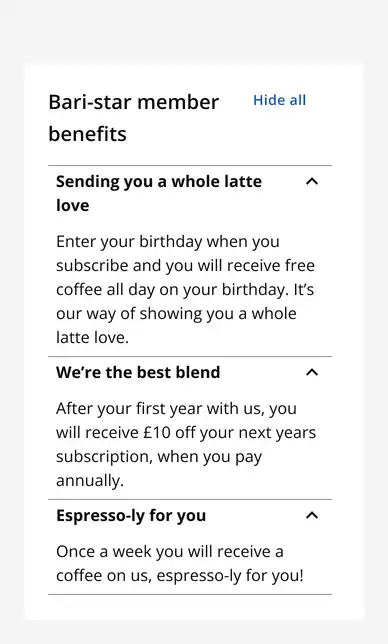 Bari-star member
benefits
Hide all
Sending you a whole latte
love
Enter your birthday when you
subscribe and you will receive free
coffee all day on your birthday. It’s
our way of showing you a whole
latte love.
We’re the best blend
After your first year with us, you
will receive £10 off your next years
subscription, when you pay
annually.
Espresso-ly for you
Once a week you will receive a
coffee on us, espresso-ly for you!